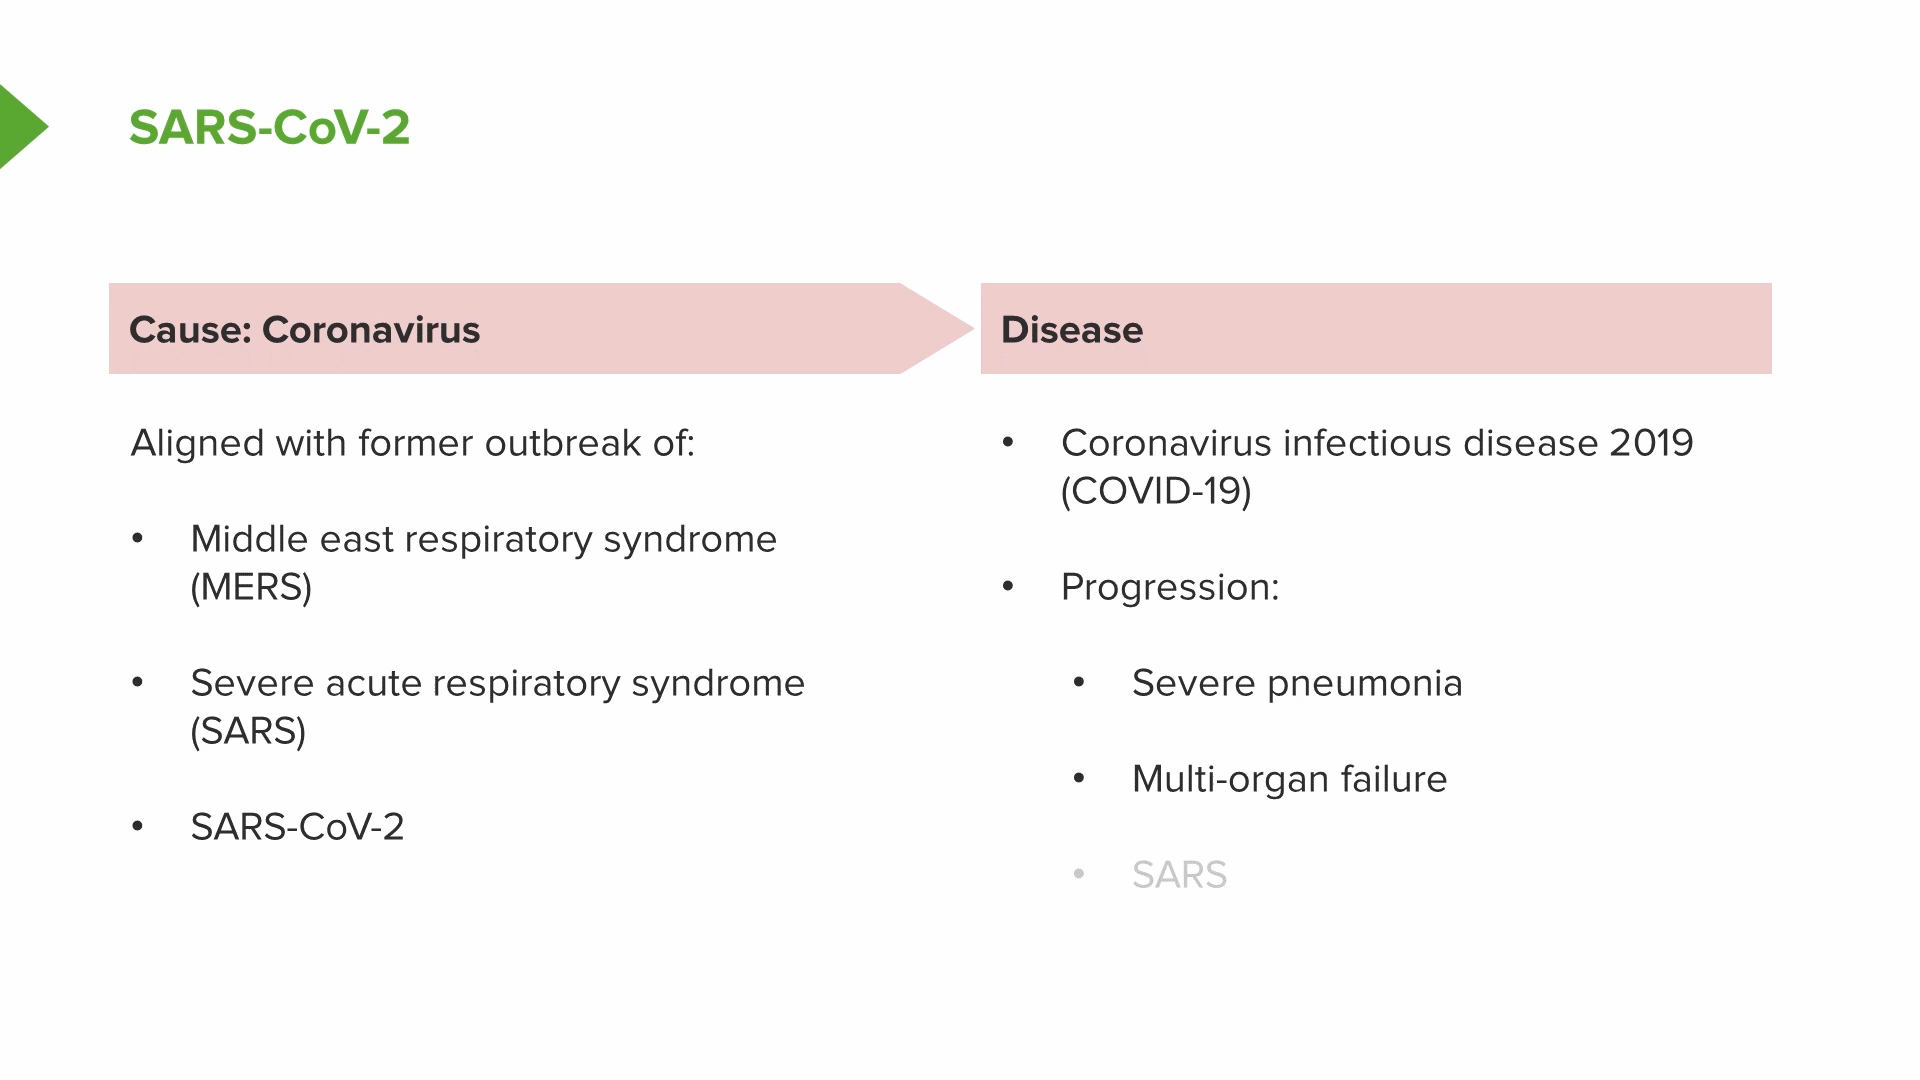 SARS-CoV-2
Cause: Coronavirus
Aligned with former outbreak of:
• Middle east respiratory syndrome
(MERS)
• Severe acute respiratory syndrome
(SARS)
• SARS-CoV-2
Disease
• Coronavirus infectious disease 2019
(COVID-19)
• Progression:
• Severe pneumonia
• Multi-organ failure
• SARS